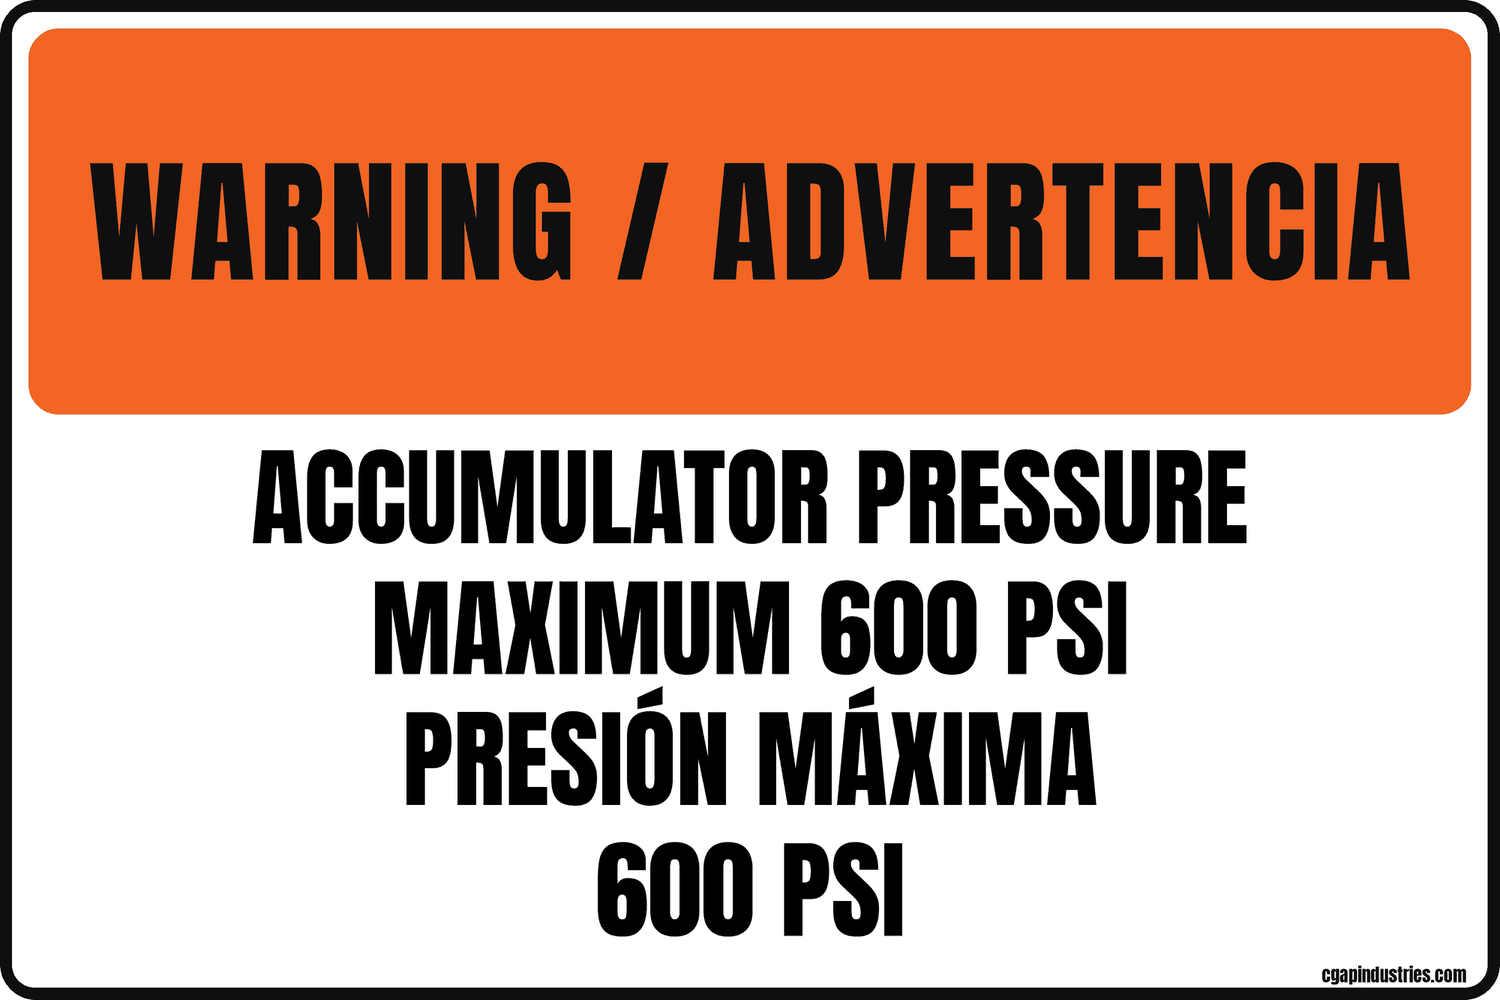 WARNING / ADVERTENCIA
ACCUMULATOR PRESSURE
MAXIMUM 600 PSI
PRESIÓN MÁXIMA
600 PSI
cgapindustries.com